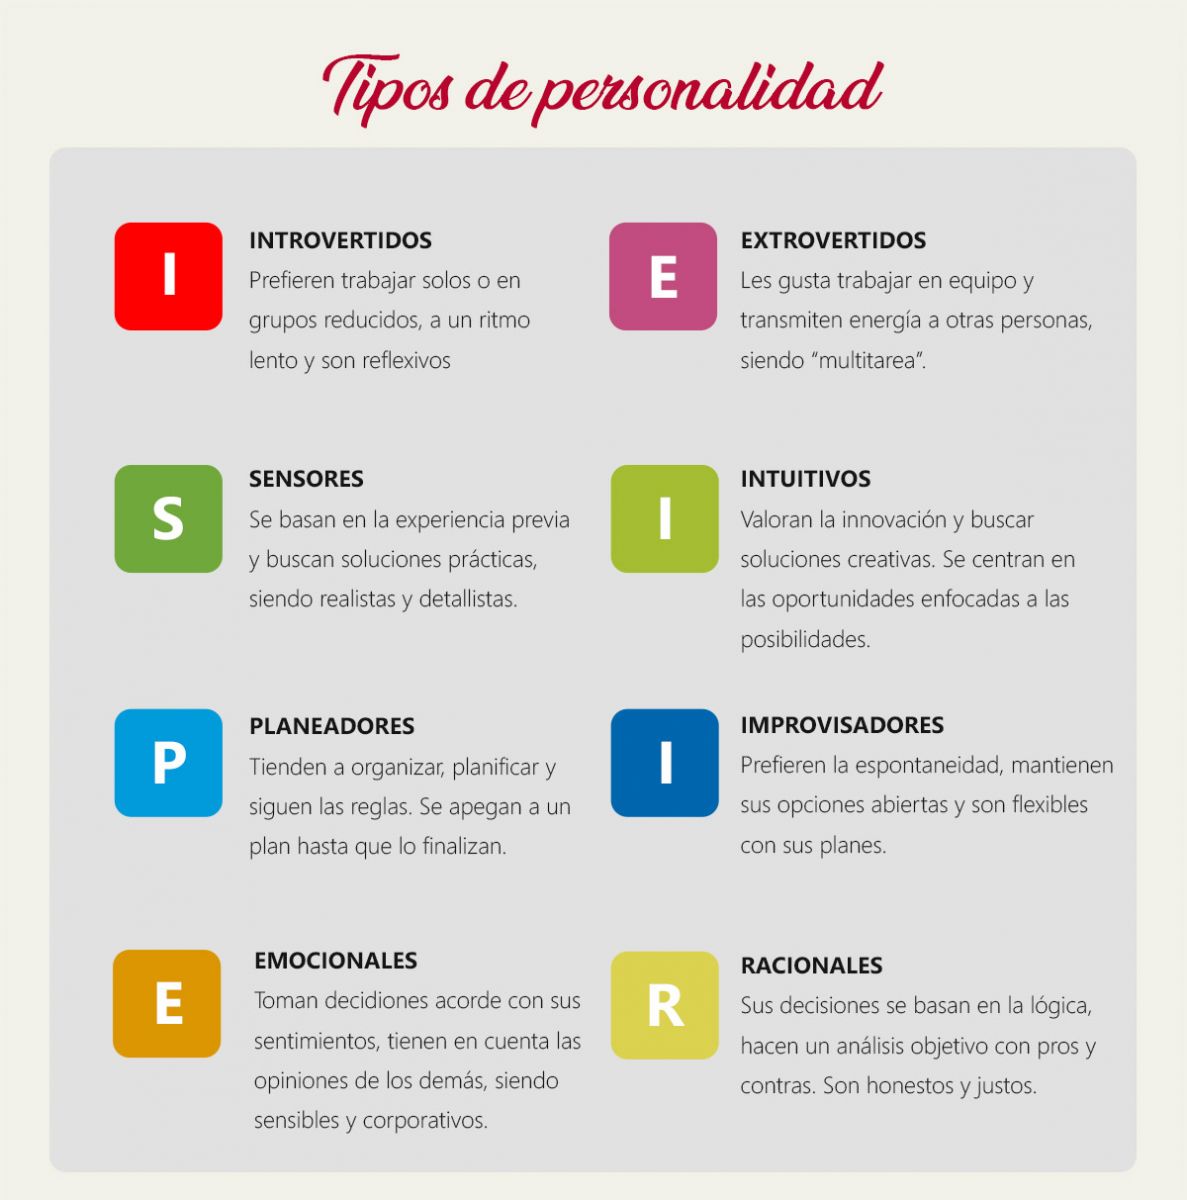 Tipos de personalidad
I
INTROVERTIDOS
Prefieren trabajar solos o en
grupos reducidos, a un ritmo
lento y son reflexivos
E
EXTROVERTIDOS
Les gusta trabajar en equipo y
transmiten energía a otras personas,
siendo “multitarea”.
S
SENSORES
Se basan en la experiencia previa
y buscan soluciones prácticas,
siendo realistas y detallistas.
I
INTUITIVOS
Valoran la innovación y buscar
soluciones creativas. Se centran en
las oportunidades enfocadas a las
posibilidades.
P
PLANEADORES
Tienden a organizar, planificar y
siguen las reglas. Se apegan a un
plan hasta que lo finalizan.
I
IMPROVISADORES
Prefieren la espontaneidad, mantienen
sus opciones abiertas y son flexibles
con sus planes.
E
EMOCIONALES
Toman decidiones acorde con sus
sentimientos, tienen en cuenta las
opiniones de los demás, siendo
sensibles y corporativos.
R
RACIONALES
Sus decisiones se basan en la lógica,
hacen un análisis objetivo con pros y
contras. Son honestos y justos.